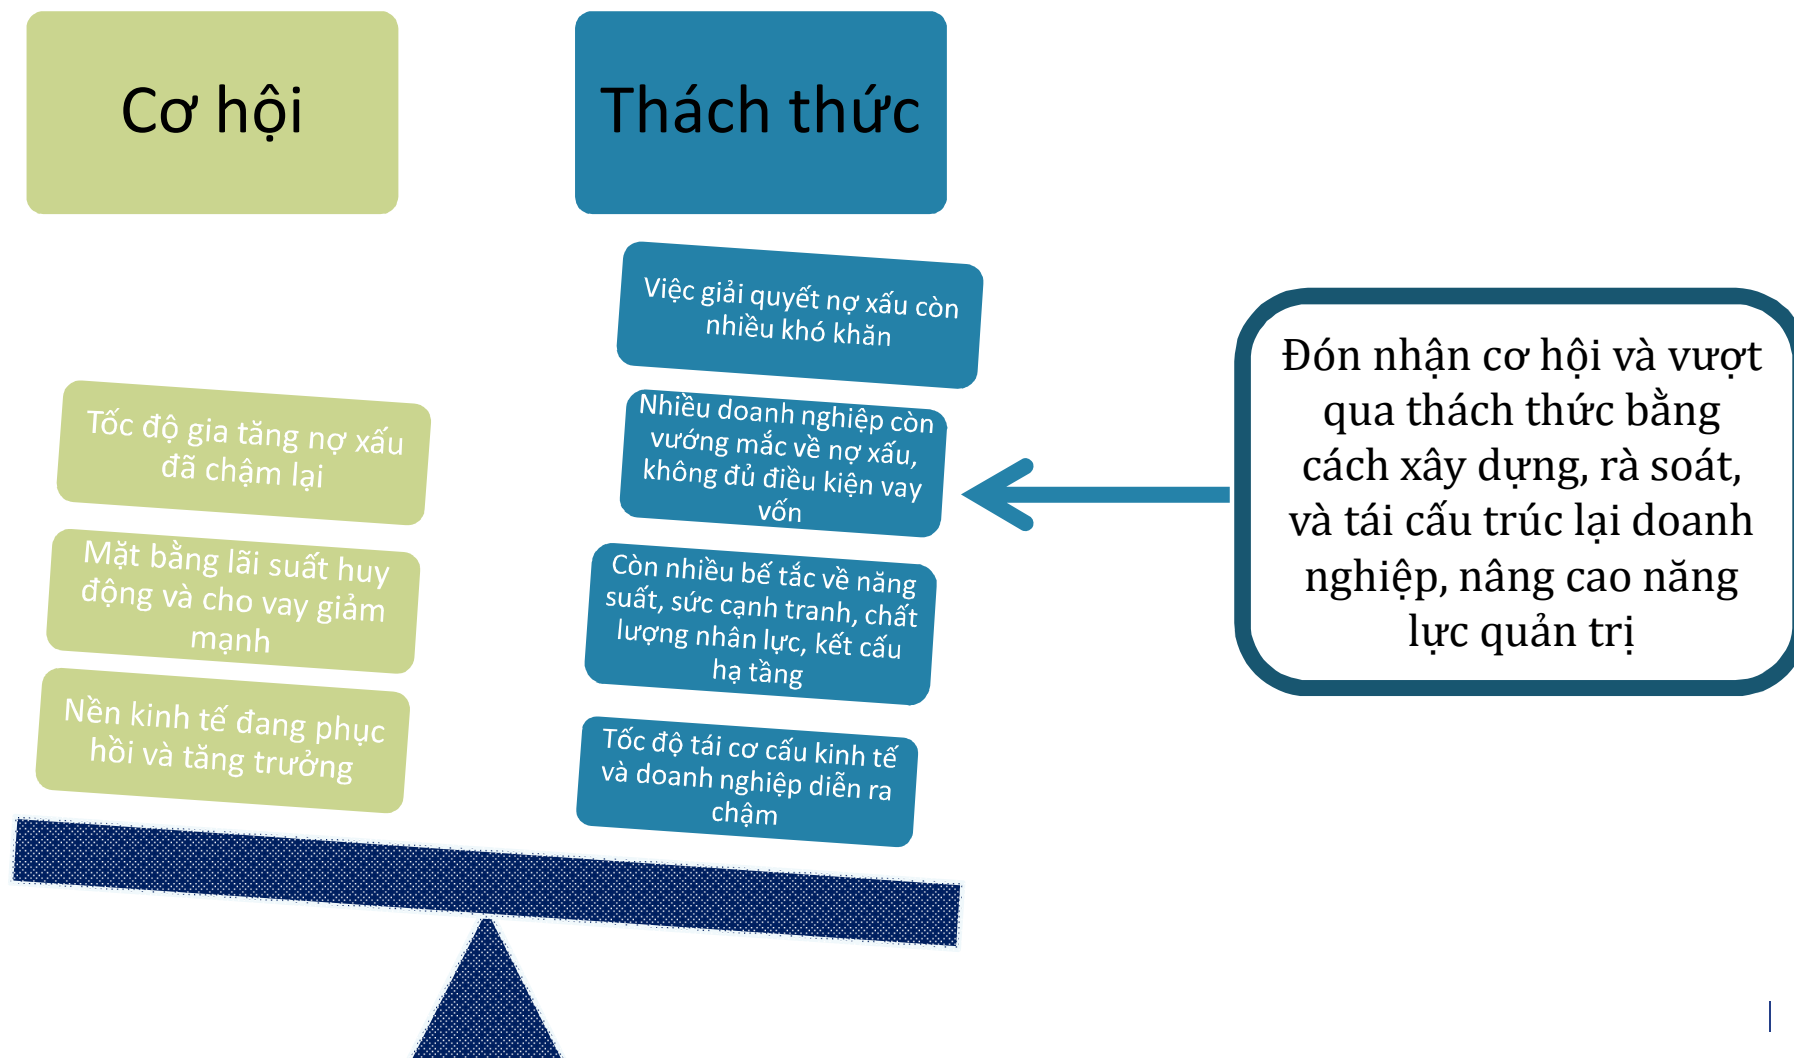 Cơ hội
Thách thức
Tốc độ gia tăng nợ xấu
đã chậm lại
Mặt bằng lãi suất huy
động và cho vay giảm
mạnh
Nền kinh tế đang phục
hồi và tăng trưởng
Việc giải quyết nợ xấu còn
nhiều khó khăn
Nhiều doanh nghiệp còn
vướng mắc về nợ xấu,
không đủ điều kiện vay
vốn
Còn nhiều bế tắc về năng
suất, sức cạnh tranh, chất
lượng nhân lực, kết cấu
hạ tầng
Tốc độ tái cơ cấu kinh tế
và doanh nghiệp diễn ra
chậm
Đón nhận cơ hội và vượt
qua thách thức bằng
cách xây dựng, rà soát,
và tái cấu trúc lại doanh
nghiệp, nâng cao năng
lực quản trị